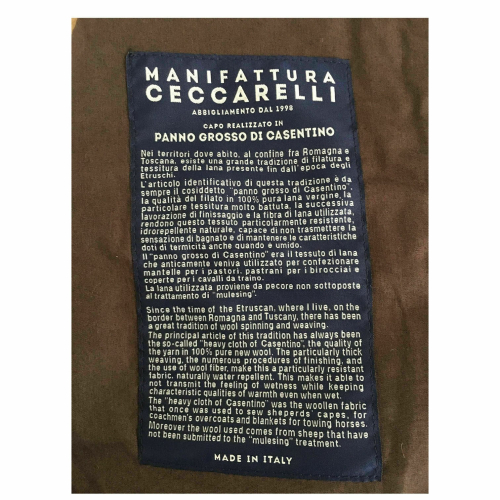 MANIFATTURA
CECCARELLI
ABBIGLIAMENTO DAL 1998
CAPO REALIZZATO IN
PANNO GROSSO DI CASENTINO
Nei territori dove abito, al confine fra Romagna e
Toscana, esiste una grande tradizione di filatura e
tessitura della lana presente fin dall'epoca degli
Etruschi.
L'articolo identificativo di questa tradizione è da
sempre il cosiddetto "panno grosso di Casentino",
la qualità del filato in 100% pura lana vergine, la
particolare tessitura molto battuta, la successiva
lavorazione di finissaggio e la fibra di lana utilizzata,
rendono questo tessuto particolarmente resistente,
idrorepellente naturale, capace di non trasmettere la
sensazione di bagnato e di mantenere le caratteristiche
doti di termicità anche quando è umido.
Il "panno grosso di Casentino" era il tessuto di lana
che anticamente veniva utilizzato per confezionare
mantelle per i pastori, pastrani per i birocciai e
coperte per i cavalli da traino.
La lana utilizzata proviene da pecore non sottoposte
al trattamento di "mulesing".
Since the time of the Etruscan, where I live, on the
border between Romagna and Tuscany, there has been
a great tradition of wool spinning and weaving.
The principal article of this tradition has always been
the so-called "heavy cloth of Casentino", the quality of
the yarn in 100% pure new wool. The particularly thick
weaving, the numerous procedures of finishing, and
the use of wool fiber, make this a particularly resistant
fabric, naturally water repellent. This makes it able to
not transmit the feeling of wetness while keeping
characteristic qualities of warmth even when wet.
The "heavy cloth of Casentino" was the woollen fabric
that once was used to sew sheperds' capes, for
coachmen's overcoats and blankets for towing horses.
Moreover the wool used comes from sheep that have
not been submitted to the "mulesing" treatment.
MADE IN ITALY